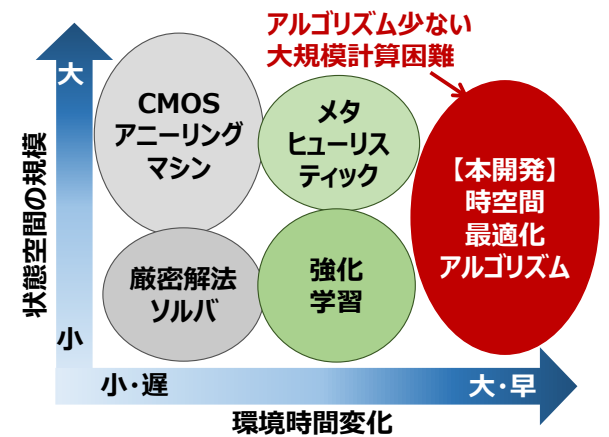 アルゴリズム少ない
大規模計算困難
大
状態空間の規模
小
CMOS
アニーリング
マシン
メタ
ヒューリス
ティック
【本開発】
時空間
最適化
アルゴリズム
厳密解法
ソルバ
強化
学習
小・遅
大・早
環境時間変化